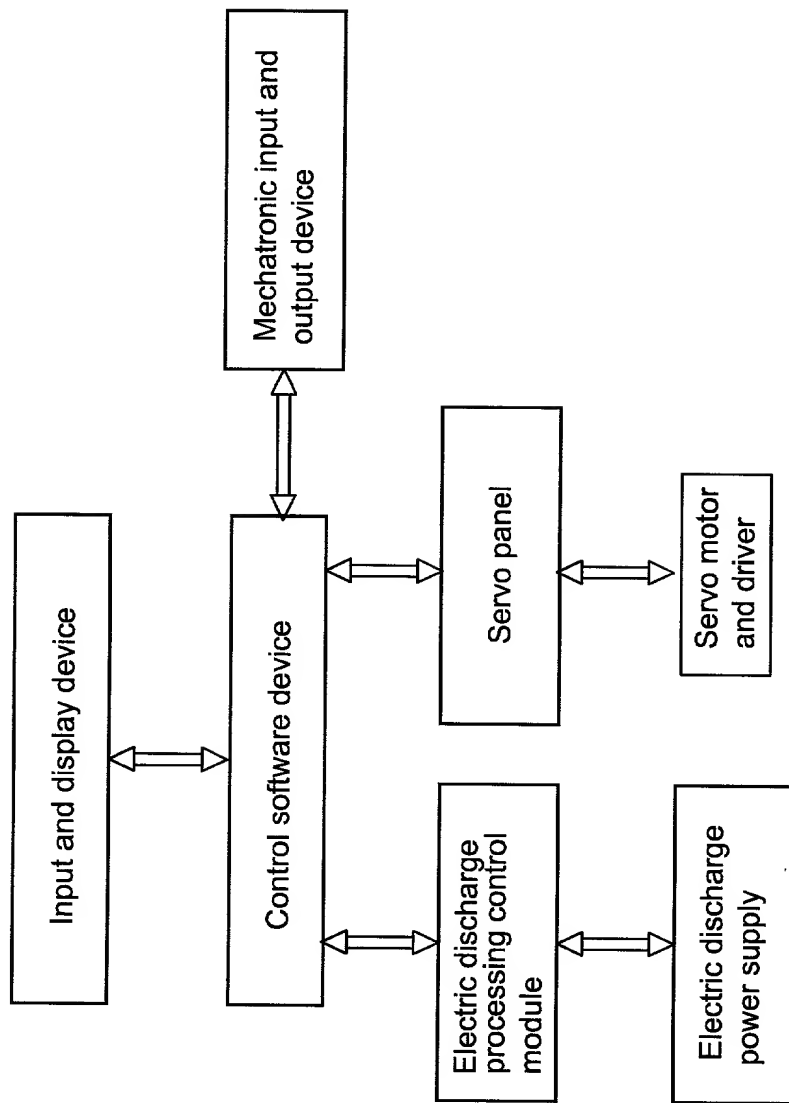 Input and display device
Control software device
Mechatronic input and
output device
Electric discharge
processing control
module
Servo panel
Electric discharge
power supply
Servo motor
and driver